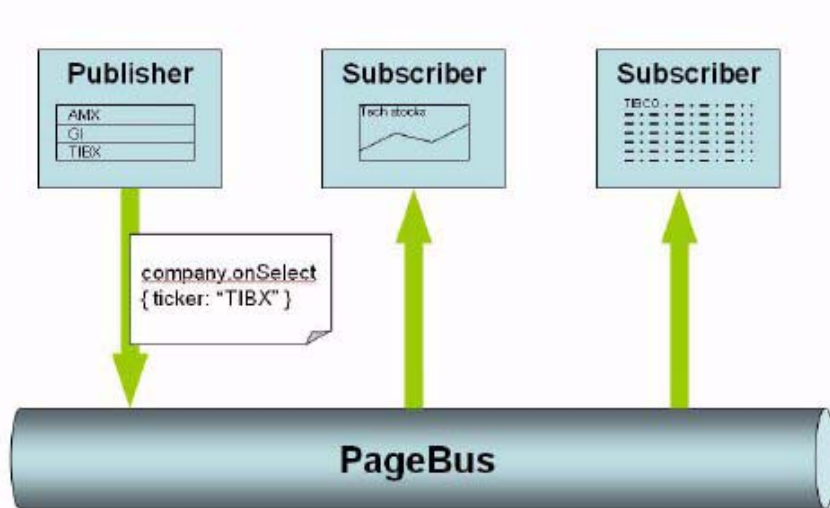 Publisher
AMX
GI
TIBX
Subscriber
Tech stocks
Subscriber
TIBCO
company.onSelect
{ ticker: “TIBX” }
PageBus